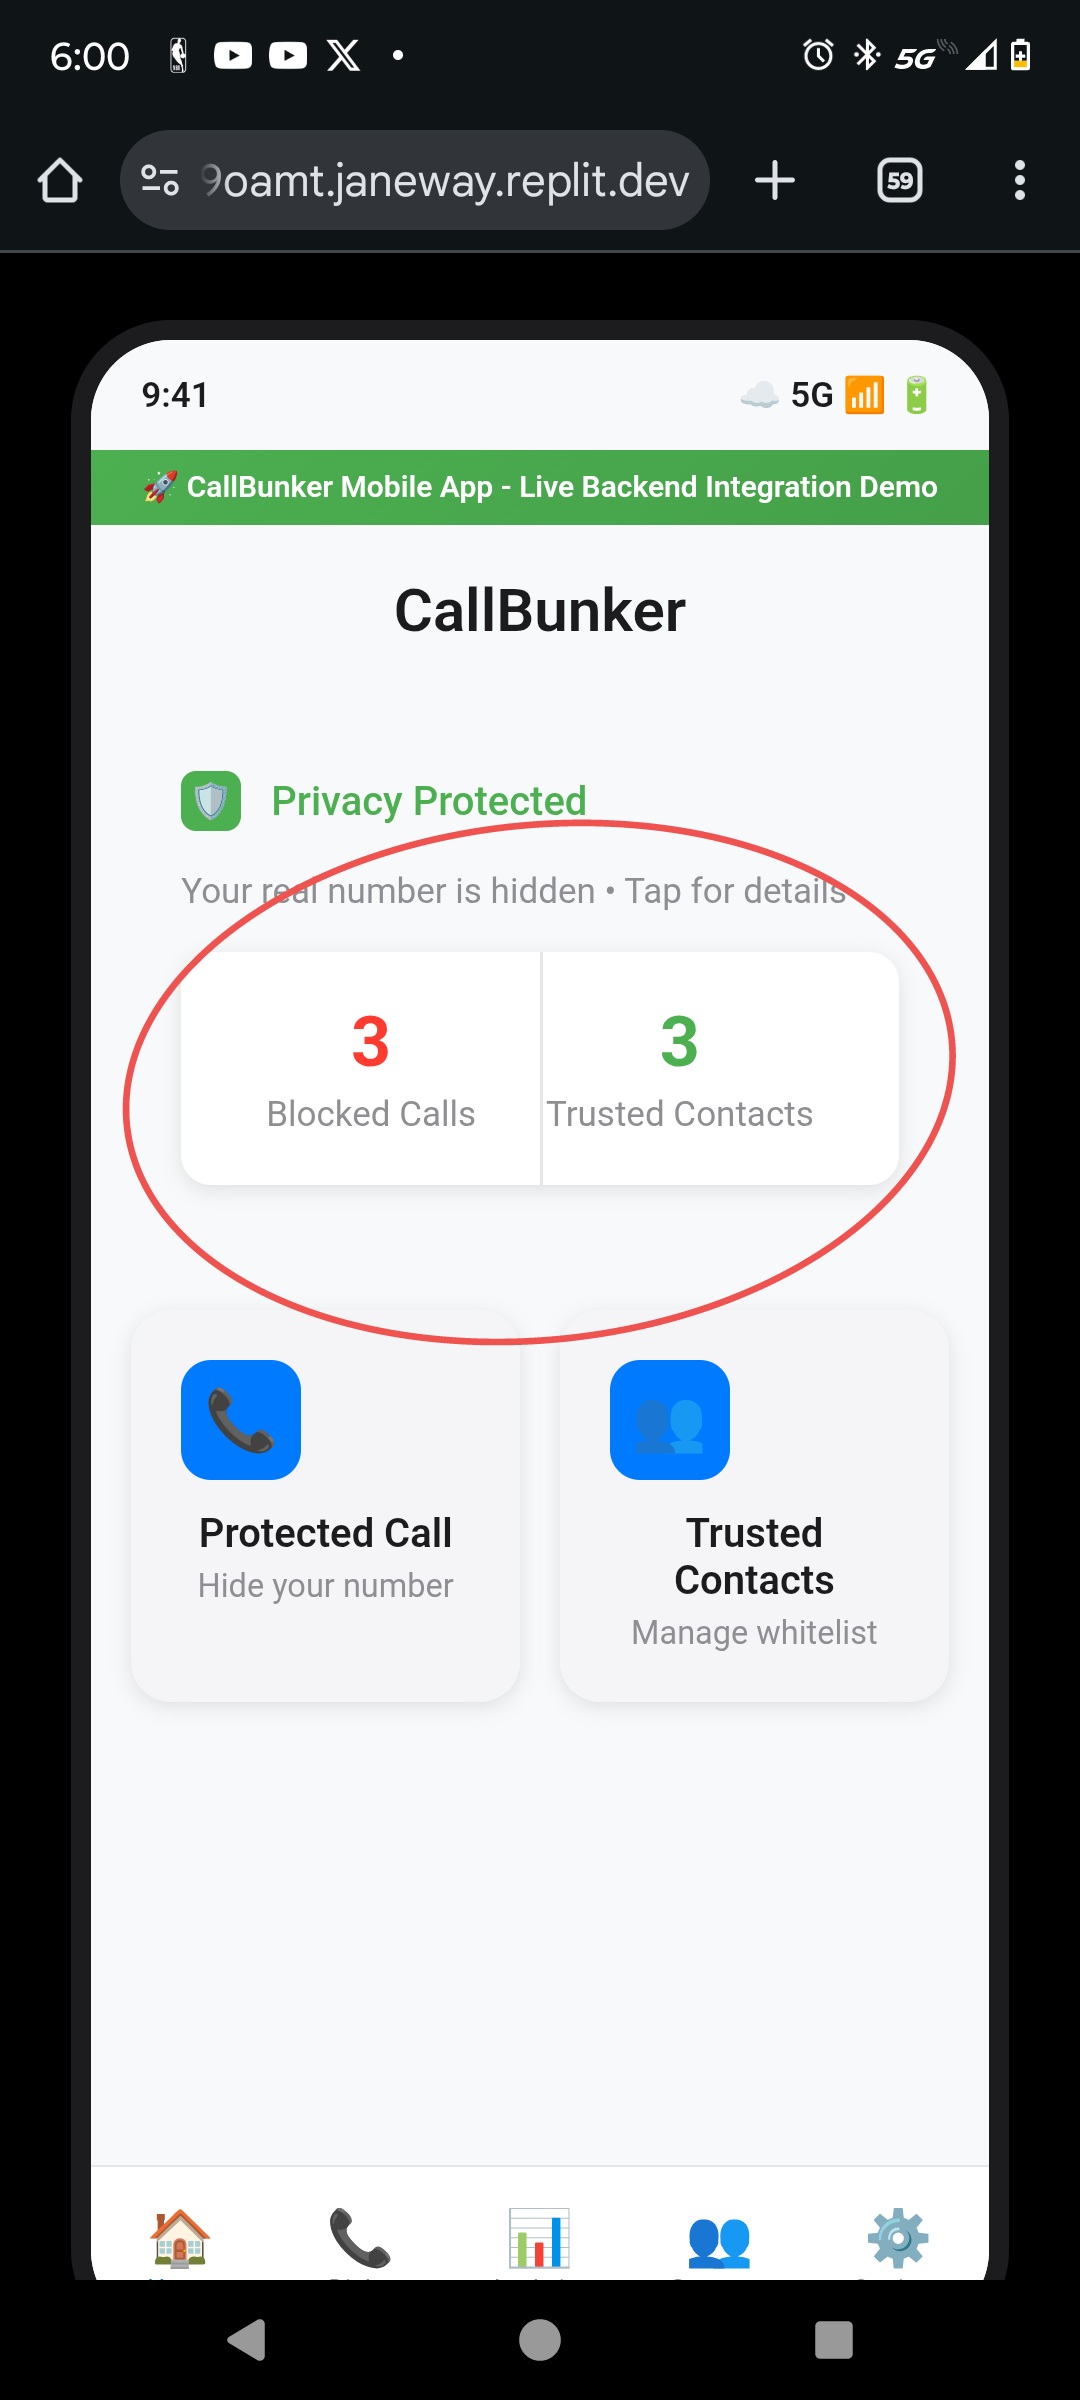 6:00
5G
9oamt.janeway.replit.dev
59
9:41
5G
🚀 CallBunker Mobile App - Live Backend Integration Demo
CallBunker
Privacy Protected
Your real number is hidden • Tap for details
3
Blocked Calls
3
Trusted Contacts
Protected Call
Hide your number
Trusted
Contacts
Manage whitelist